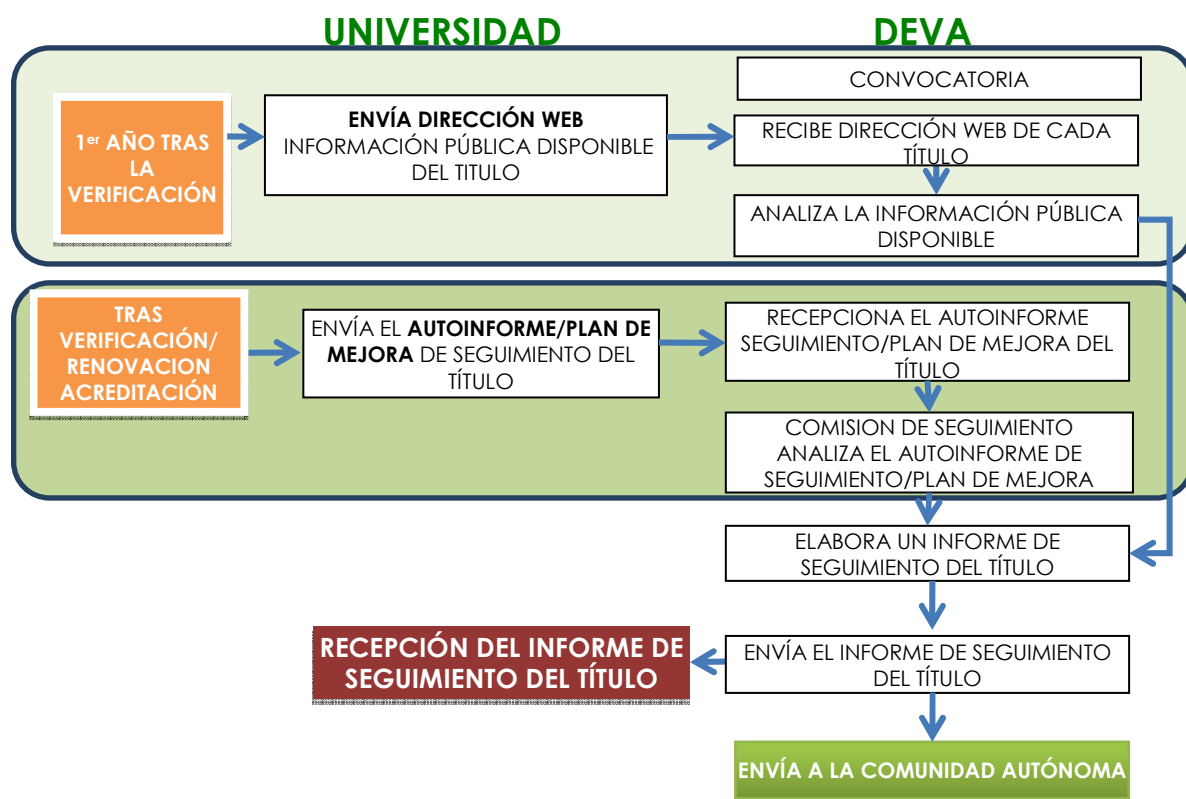 UNIVERSIDAD
DEVA
CONVOCATORIA
1er AÑO TRAS
LA
VERIFICACIÓN
ENVÍA DIRECCIÓN WEB
INFORMACIÓN PÚBLICA DISPONIBLE
DEL TITULO
RECIBE DIRECCIÓN WEB DE CADA
TÍTULO
ANALIZA LA INFORMACIÓN PÚBLICA
DISPONIBLE
TRAS
VERIFICACIÓN/
RENOVACION
ACREDITACIÓN
ENVÍA EL AUTOINFORME/PLAN DE
MEJORA DE SEGUIMIENTO DEL
TÍTULO
RECEPCIONA EL AUTOINFORME
SEGUIMIENTO/PLAN DE MEJORA DEL
TÍTULO
COMISION DE SEGUIMIENTO
ANALIZA EL AUTOINFORME DE
SEGUIMIENTO/PLAN DE MEJORA
ELABORA UN INFORME DE
SEGUIMIENTO DEL TÍTULO
RECEPCIÓN DEL INFORME DE
SEGUIMIENTO DEL TÍTULO
ENVÍA EL INFORME DE SEGUIMIENTO
DEL TÍTULO
ENVÍA A LA COMUNIDAD AUTÓNOMA